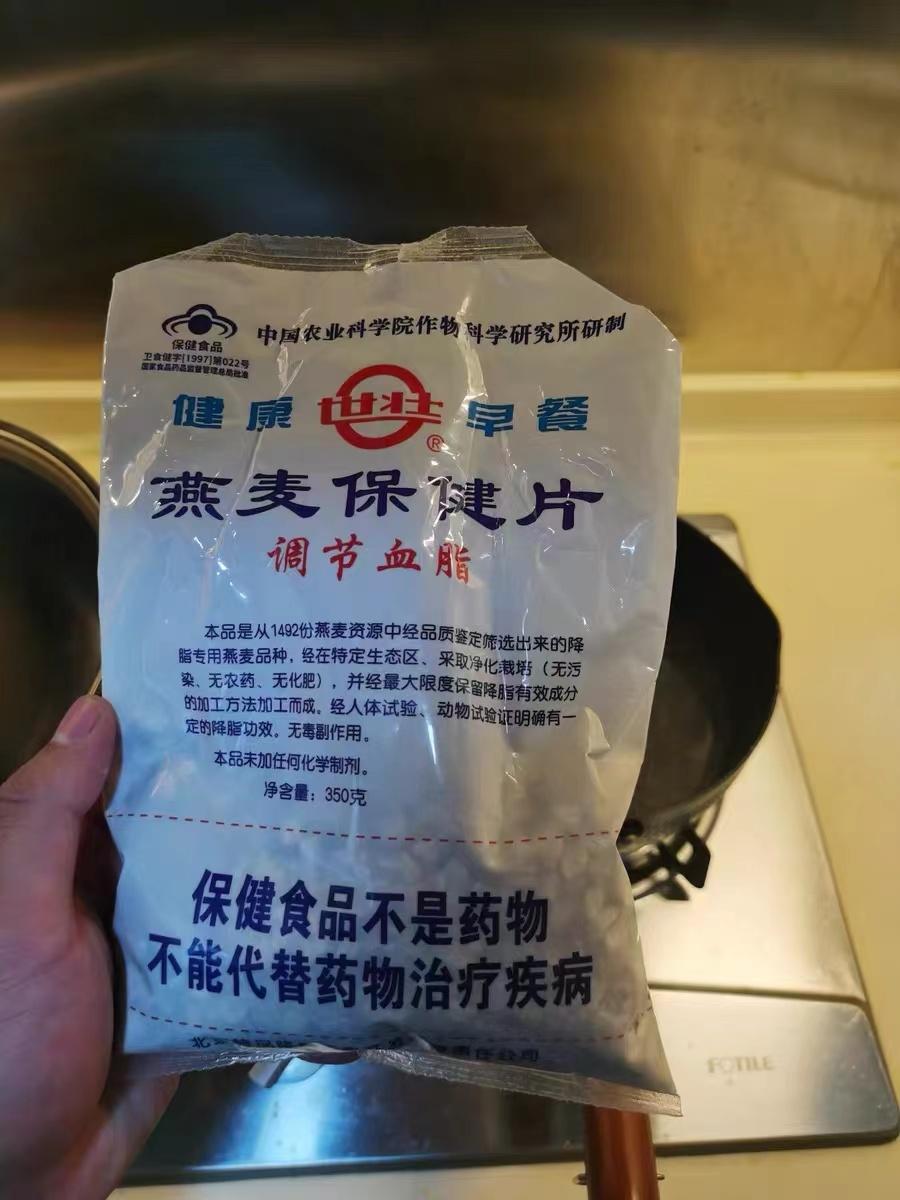 保健食品
卫食健字[1997]第022号
国家食品药品监督管理总局批准
中国农业科学院作物科学研究所研制
健康 世壮® 早餐
燕麦保健片
调节血脂
本品是从1492份燕麦资源中经品质鉴定筛选出来的降
脂专用燕麦品种，经在特定生态区、采取净化栽培（无污
染、无农药、无化肥），并经最大限度保留降脂有效成分
的加工方法加工而成。经人体试验、动物试验证明确有一
定的降脂功效。无毒副作用。
本品未加任何化学制剂。
净含量：350克
保健食品不是药物
不能代替药物治疗疾病
责任公司
FOTILE